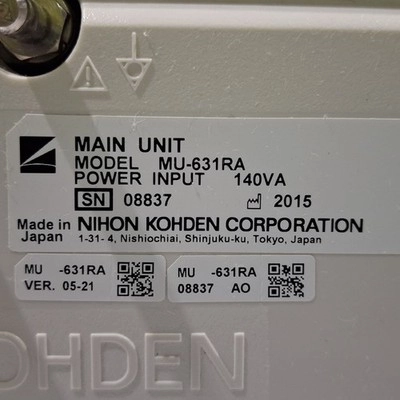 MAIN UNIT
MODEL MU-631RA
POWER INPUT 140VA
SN 08837 2015
Made in Japan NIHON KOHDEN CORPORATION
1-31- 4, Nishiochiai, Shinjuku-ku, Tokyo, Japan
MU -631RA
VER. 05-21
MU -631RA
08837 AO
OHDEN